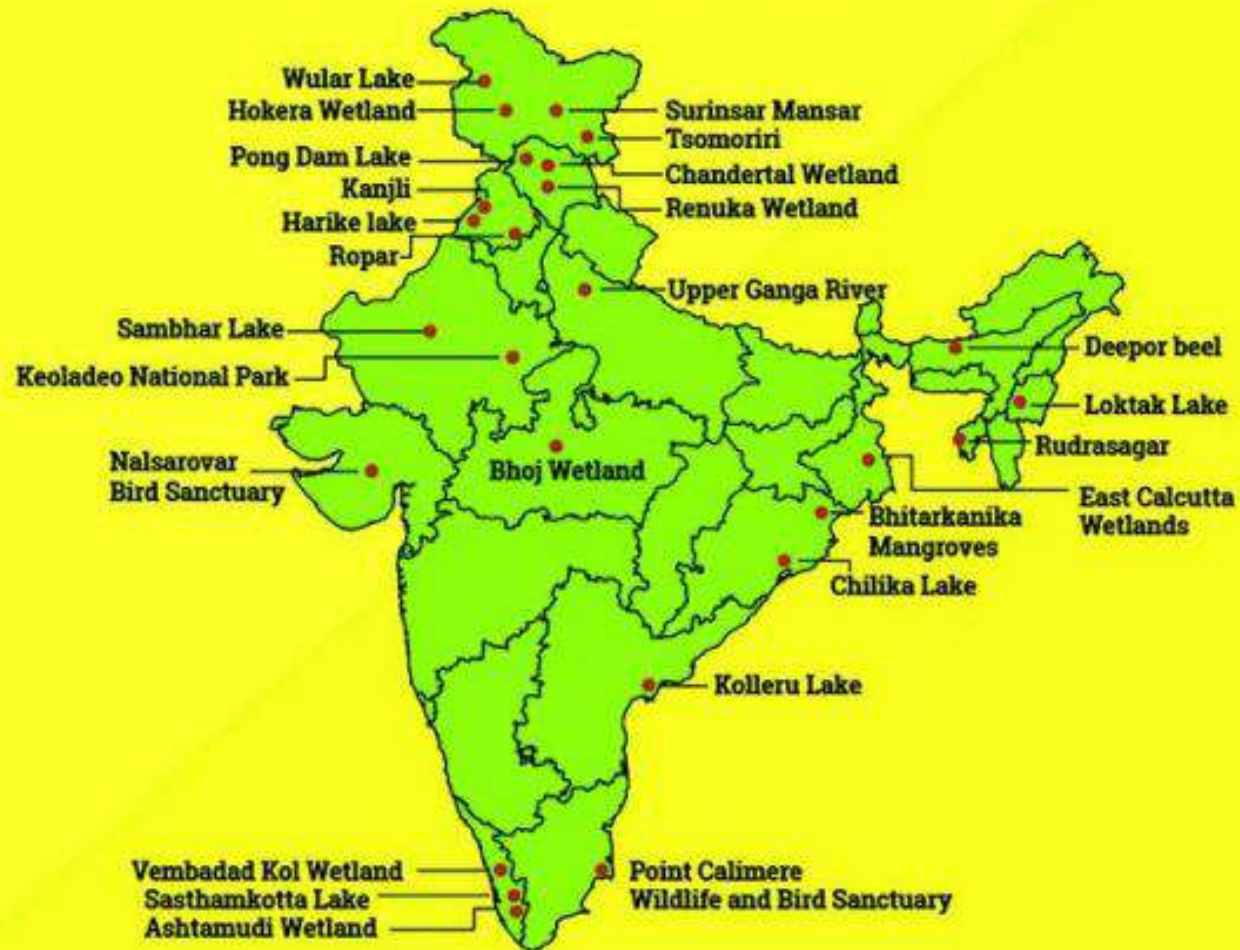 Wular Lake
Hokera Wetland
Surinsar Mansar
Tsomoriri
Pong Dam Lake
Chandertal Wetland
Kanjli
Renuka Wetland
Harike lake
Ropar
Upper Ganga River
Sambhar Lake
Deepor beel
Keoladeo National Park
Loktak Lake
Rudrasagar
Nalsarovar
Bird Sanctuary
Bhoj Wetland
East Calcutta
Wetlands
Bhitarkanika
Mangroves
Chilika Lake
Kolleru Lake
Vembadad Kol Wetland
Sasthamkotta Lake
Ashtamudi Wetland
Point Calimere
Wildlife and Bird Sanctuary